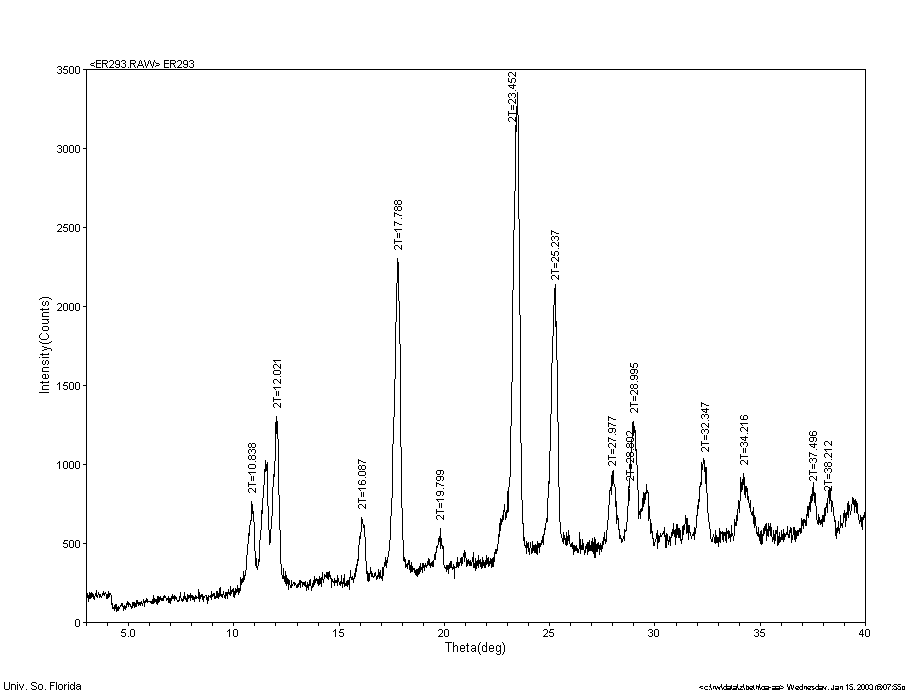 <ER293.RAW> ER293
3500
3000
2500
2000
1500
1000
500
0
Intensity(Counts)
2T=10.838
2T=12.021
2T=16.087
2T=17.788
2T=19.799
2T=23.452
2T=25.237
2T=27.977
2T=28.802
2T=28.995
2T=32.347
2T=34.216
2T=37.496
2T=38.212
5.0 10 15 20 25 30 35 40
Theta(deg)
Univ. So. Florida
Wednesday, Jan 15, 2003